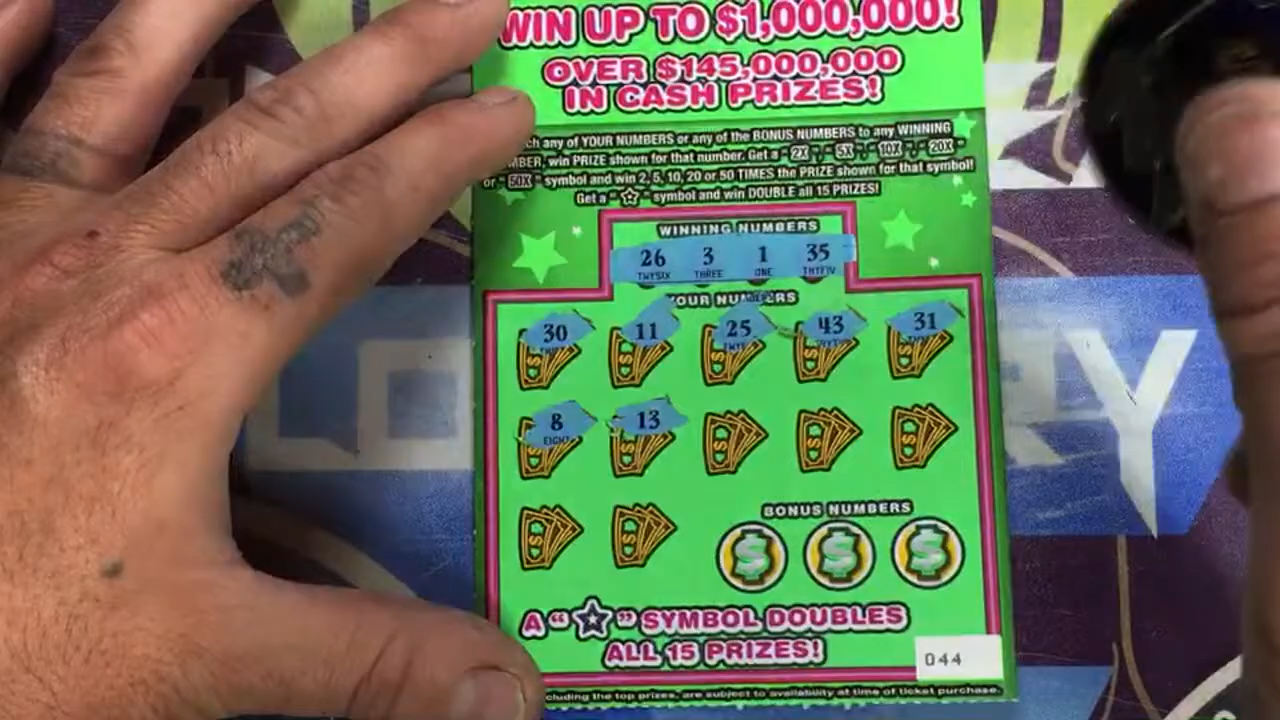 WIN UP TO $1,000,000!
OVER $145,000,000
IN CASH PRIZES!
any of YOUR NUMBERS or any of the BONUS NUMBERS to any WINNING
win PRIZE shown for that number. Get a "2X", "5X", "10X", "20X"
or "50X" symbol and win 2, 5, 10, 20 or 50 TIMES the PRIZE shown for that symbol!
Get a "☆" symbol and win DOUBLE all 15 PRIZES!
WINNING NUMBERS
26 3 1 35
TWYSIX THREE ONE THYFIV
YOUR NUMBERS
30 11 25 43 31
8 13
EIGHT
BONUS NUMBERS
$ $ $
A "☆" SYMBOL DOUBLES
ALL 15 PRIZES!
044
the top prizes, are subject to availability at time of ticket purchase.